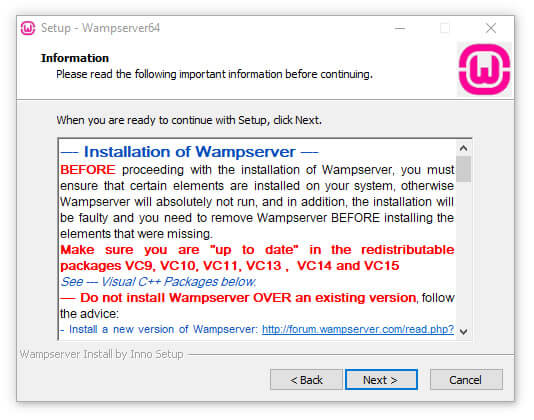 Setup - Wampserver64
Information
Please read the following important information before continuing.
When you are ready to continue with Setup, click Next.
--- Installation of Wampserver ---
BEFORE proceeding with the installation of Wampserver, you must
ensure that certain elements are installed on your system, otherwise
Wampserver will absolutely not run, and in addition, the installation will
be faulty and you need to remove Wampserver BEFORE installing the
elements that were missing.
Make sure you are "up to date" in the redistributable
packages VC9, VC10, VC11, VC13 , VC14 and VC15
See --- Visual C++ Packages below.
--- Do not install Wampserver OVER an existing version, follow
the advice:
- Install a new version of Wampserver: http://forum.wampserver.com/read.php?
Wampserver Install by Inno Setup
< Back
Next >
Cancel